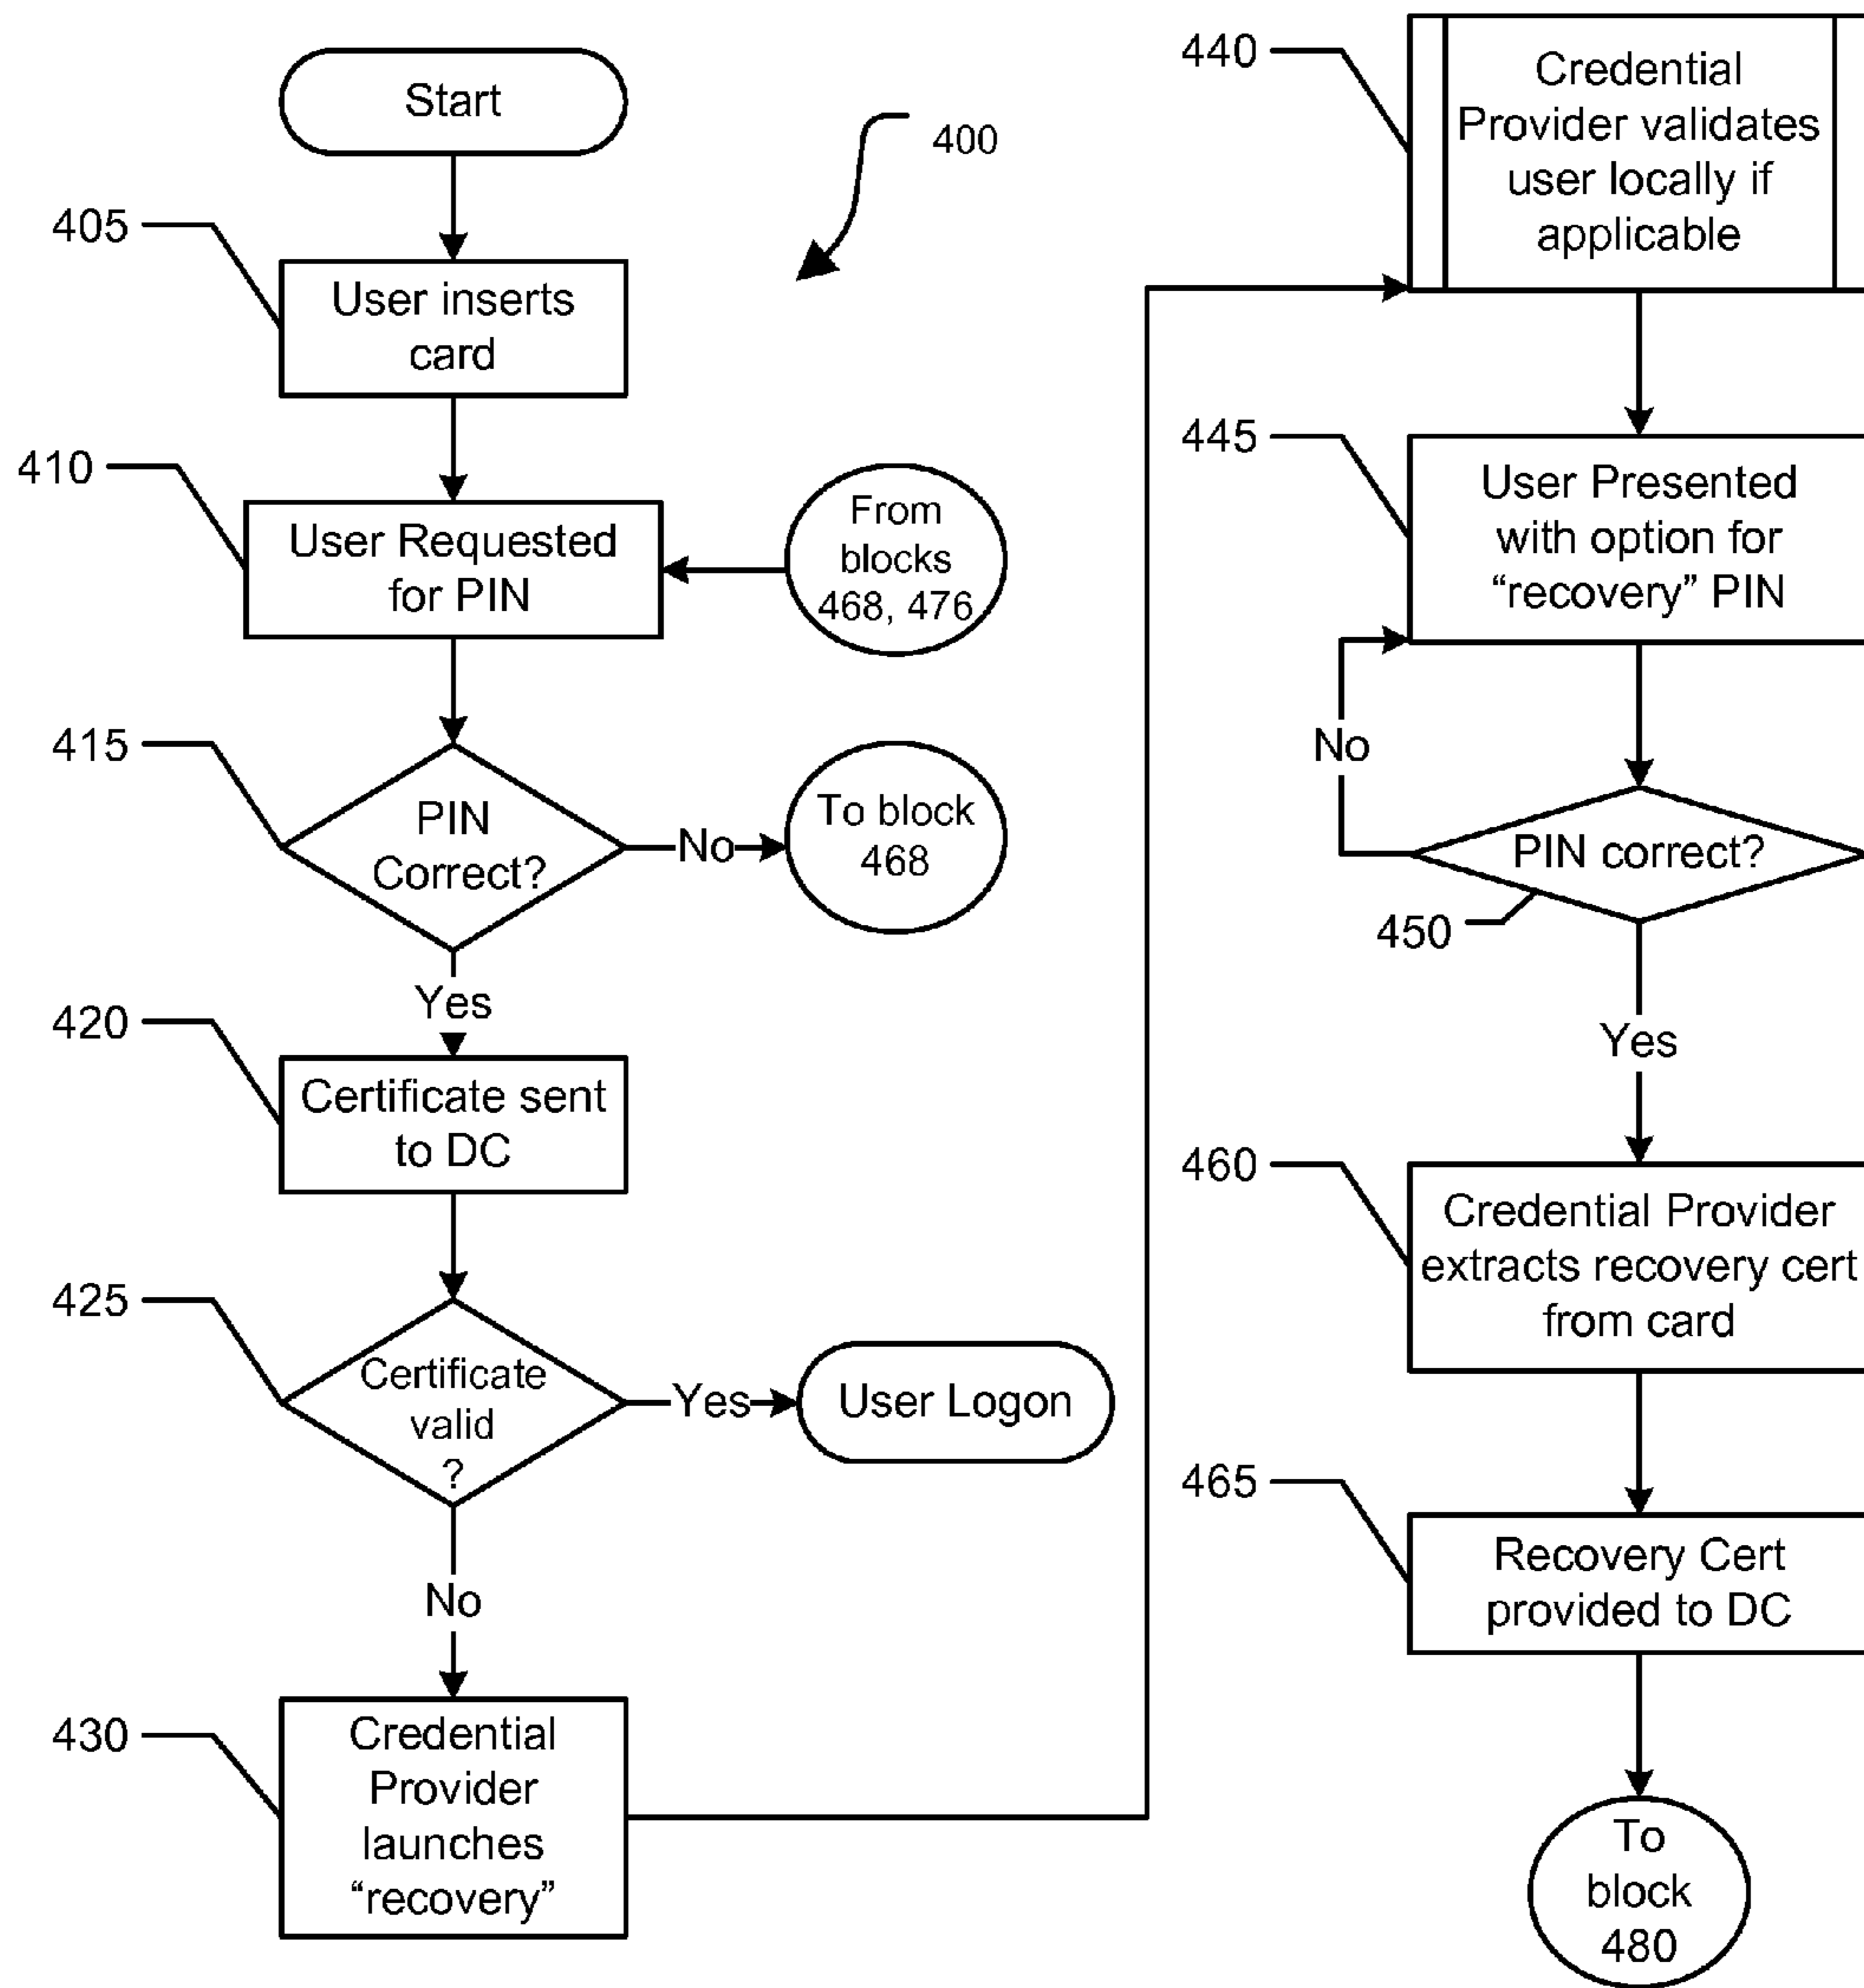 Start
400
405
User inserts
card
410
User Requested
for PIN
From
blocks
468, 476
415
PIN
Correct?
No
To block
468
Yes
420
Certificate sent
to DC
425
Certificate
valid
?
Yes
User Logon
No
430
Credential
Provider
launches
“recovery”
440
Credential
Provider validates
user locally if
applicable
445
User Presented
with option for
“recovery” PIN
No
PIN correct?
450
Yes
460
Credential Provider
extracts recovery cert
from card
465
Recovery Cert
provided to DC
To
block
480